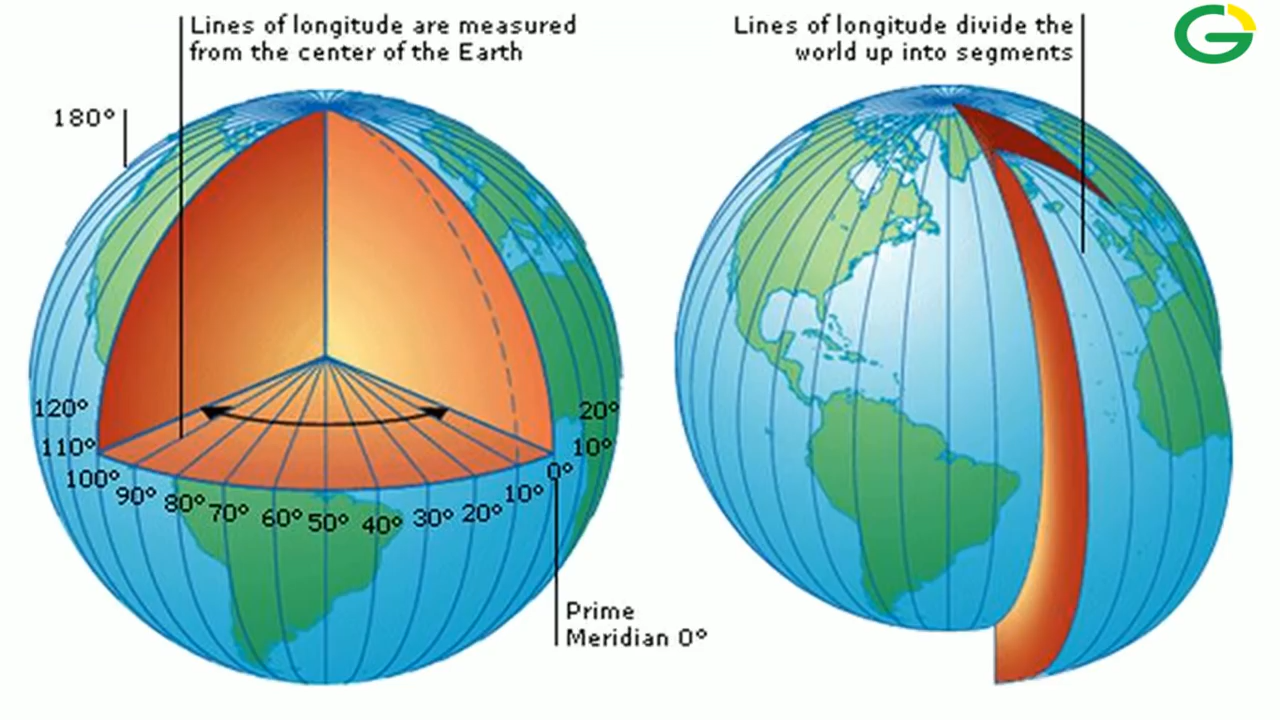 Lines of longitude are measured
from the center of the Earth
180°
120°
110°
100°
90°
80°
70°
60°
50°
40°
30°
20°
10°
0°
10°
20°
Prime
Meridian 0°
Lines of longitude divide the
world up into segments
G